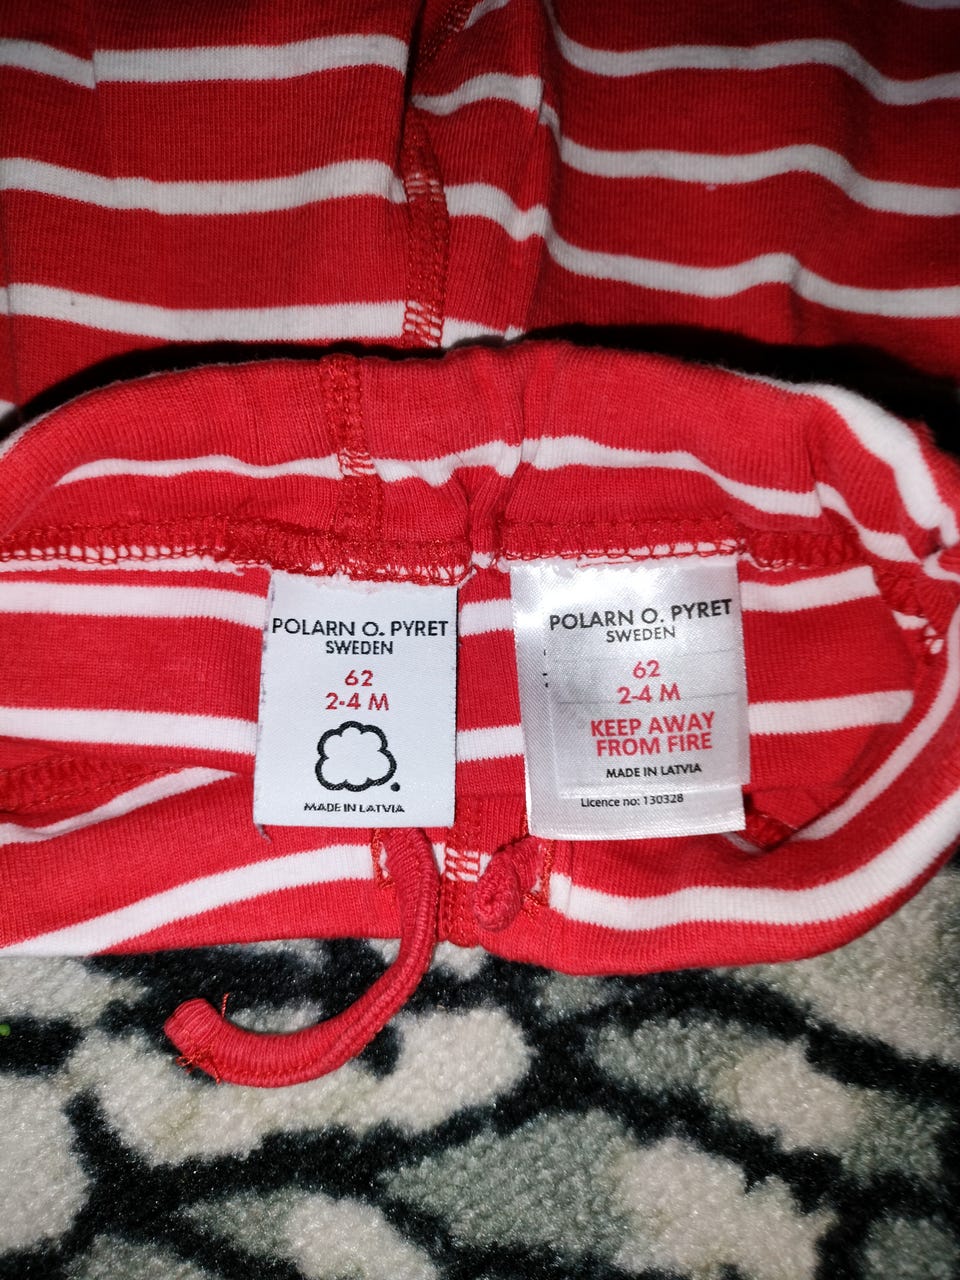 POLARN O. PYRET
SWEDEN
62
2-4 M
MADE IN LATVIA
POLARN O. PYRET
SWEDEN
62
2-4 M
KEEP AWAY
FROM FIRE
MADE IN LATVIA
Licence no: 130328